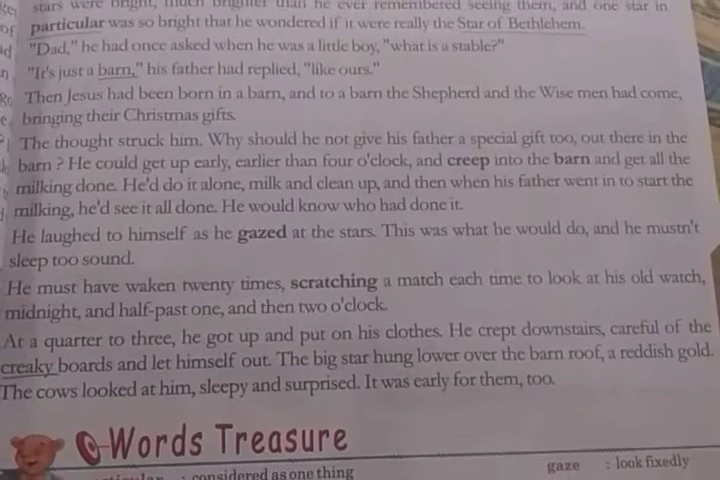 stars were bright, much brighter than he ever remembered seeing them, and one star in
particular was so bright that he wondered if it were really the Star of Bethlehem.
"Dad," he had once asked when he was a little boy, "what is a stable?"
"It's just a barn," his father had replied, "like ours."
Then Jesus had been born in a barn, and to a barn the Shepherd and the Wise men had come,
bringing their Christmas gifts.
The thought struck him. Why should he not give his father a special gift too, out there in the
barn ? He could get up early, earlier than four o'clock, and creep into the barn and get all the
milking done. He'd do it alone, milk and clean up, and then when his father went in to start the
milking, he'd see it all done. He would know who had done it.
He laughed to himself as he gazed at the stars. This was what he would do, and he mustn't
sleep too sound.
He must have waken twenty times, scratching a match each time to look at his old watch,
midnight, and half-past one, and then two o'clock.
At a quarter to three, he got up and put on his clothes. He crept downstairs, careful of the
creaky boards and let himself out. The big star hung lower over the barn roof, a reddish gold.
The cows looked at him, sleepy and surprised. It was early for them, too.
Words Treasure
particular : considered as one thing
gaze : look fixedly